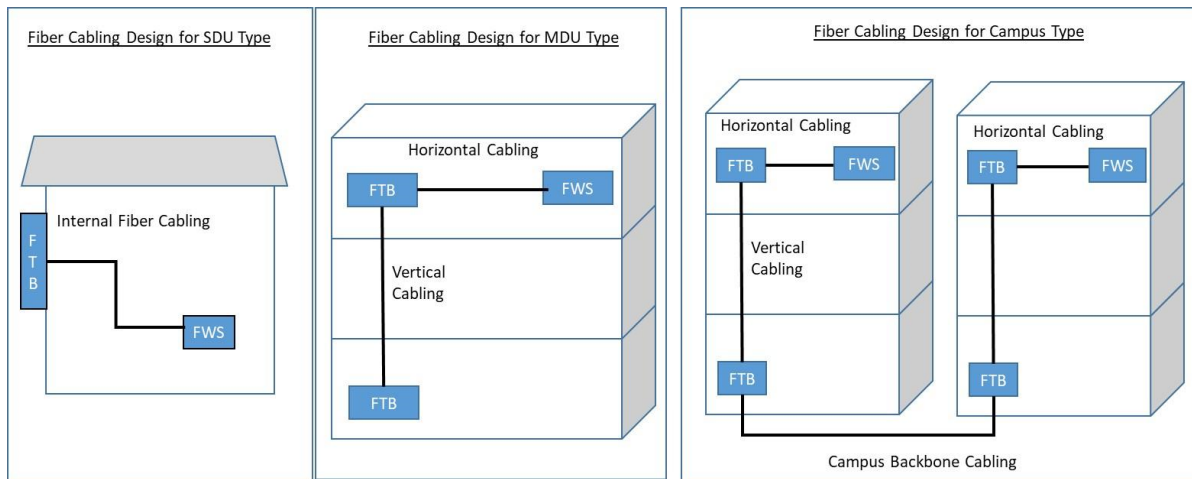 Fiber Cabling Design for SDU Type
Internal Fiber Cabling
F
T
B
FWS
Fiber Cabling Design for MDU Type
Horizontal Cabling
FTB
FWS
Vertical
Cabling
FTB
Fiber Cabling Design for Campus Type
Horizontal Cabling
FTB
FWS
Vertical
Cabling
FTB
Horizontal Cabling
FTB
FWS
FTB
Campus Backbone Cabling